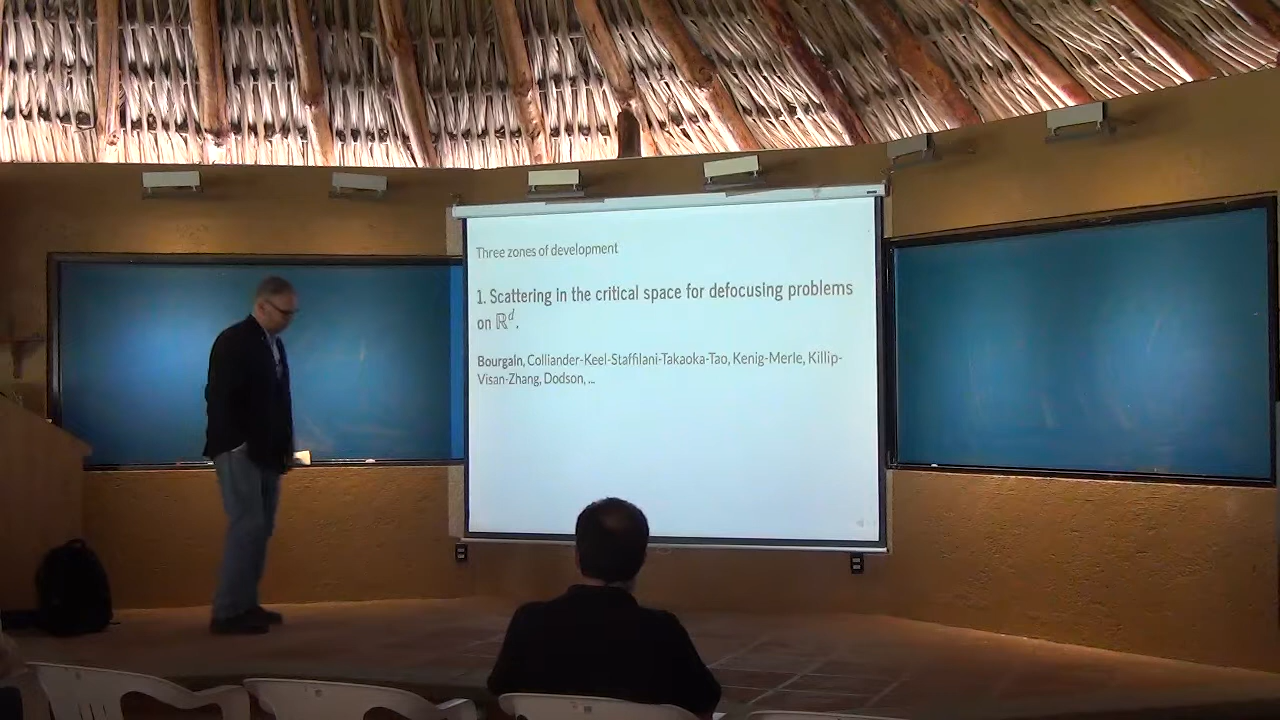 Three zones of development
1. Scattering in the critical space for defocusing problems
on ℝᵈ.
Bourgain, Colliander-Keel-Staffilani-Takaoka-Tao, Kenig-Merle, Killip-
Visan-Zhang, Dodson, ...